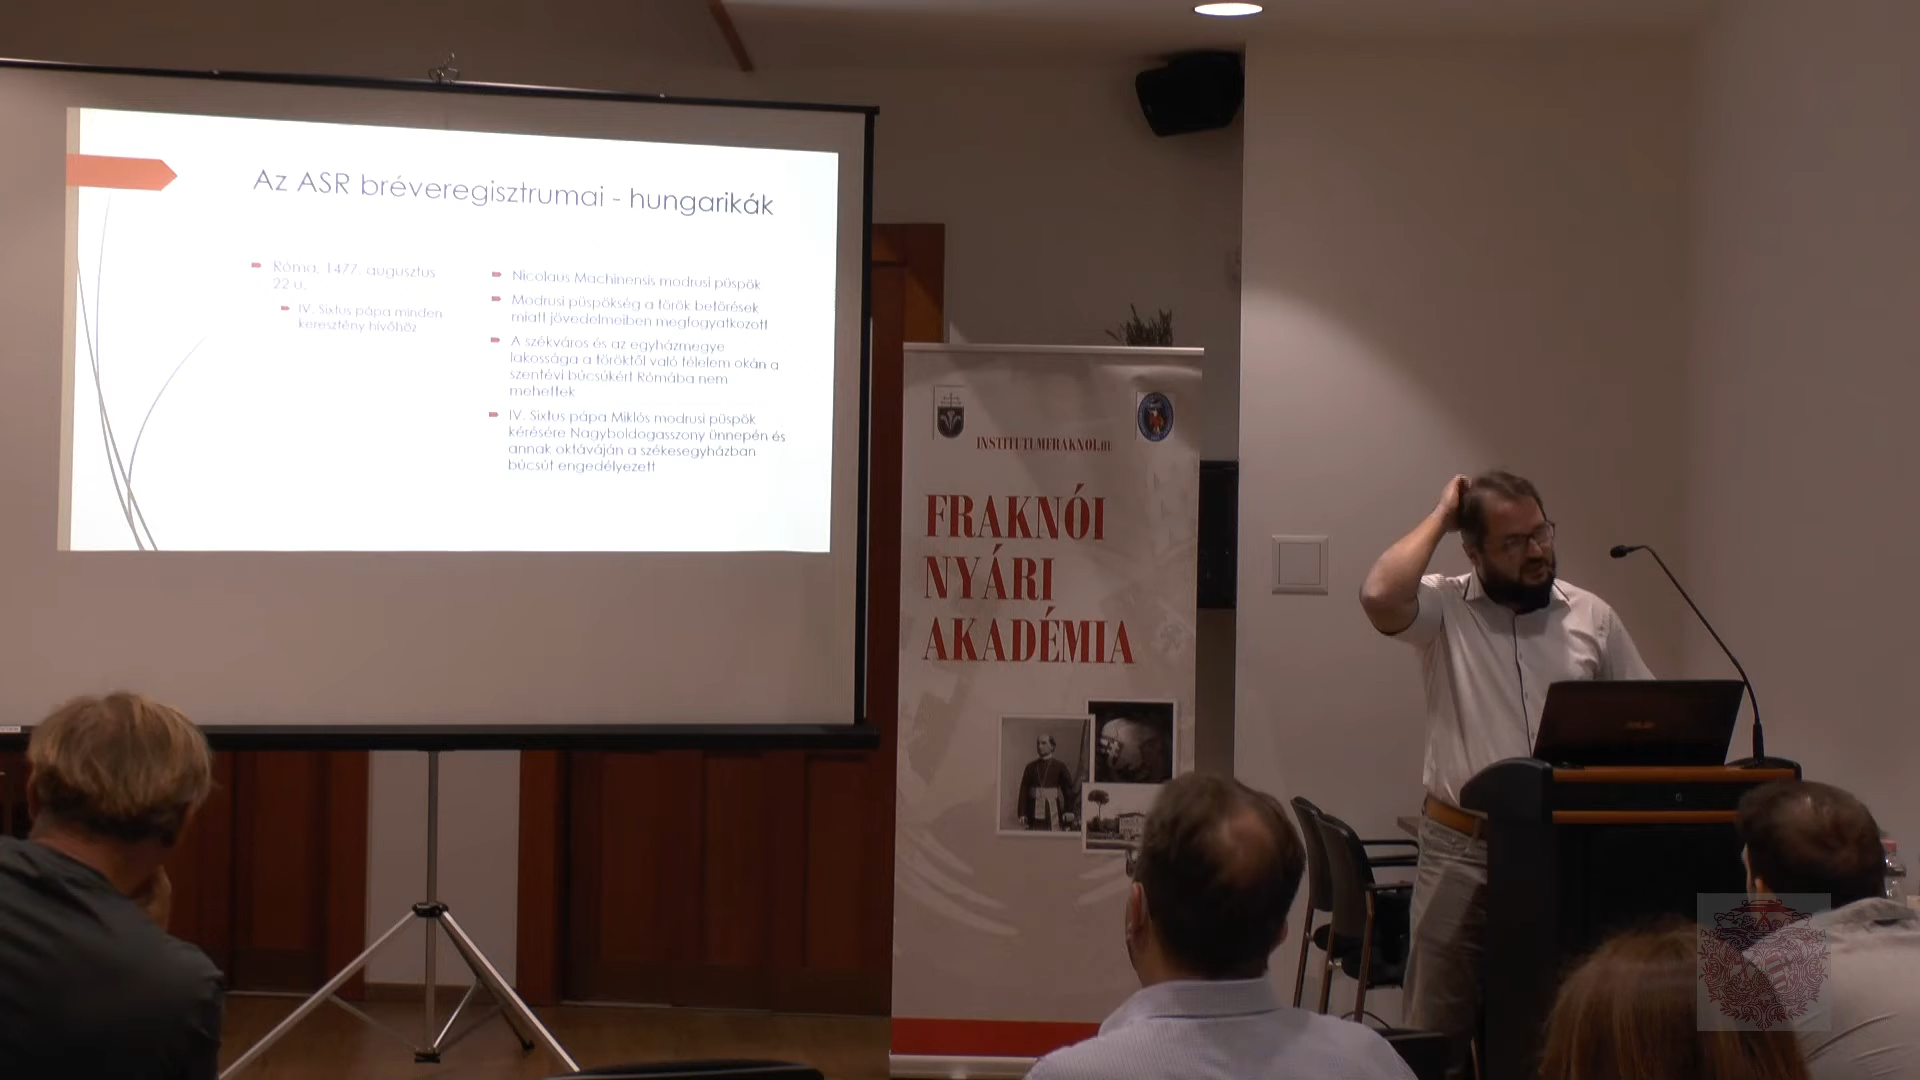 Az ASR bréveregisztrumai - hungarikák
Róma, 1477. augusztus
22 u.
IV. Sixtus pápa minden
keresztény hívőhöz
Nicolaus Machinensis modrusi püspök
Modrusi püspökség a török betörések
miatt jövedelmeiben megfogyatkozott
A székváros és az egyházmegye
lakossága a töröktől való félelem okán a
szentévi búcsúkért Rómába nem
mehettek
IV. Sixtus pápa Miklós modrusi püspök
kérésére Nagyboldogasszony ünnepén és
annak oktáváján a székesegyházban
búcsút engedélyezett
INSTITUTUMFRAKNOI.HU
FRAKNÓI
NYÁRI
AKADÉMIA